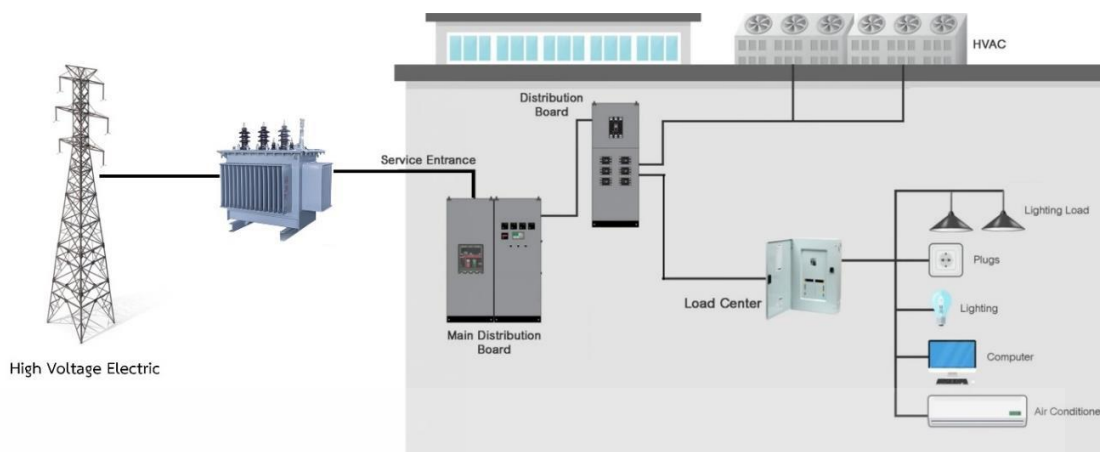 HVAC
Distribution
Board
Service Entrance
Lighting Load
Plugs
Load Center
Lighting
Main Distribution
Board
Computer
High Voltage Electric
Air Conditione